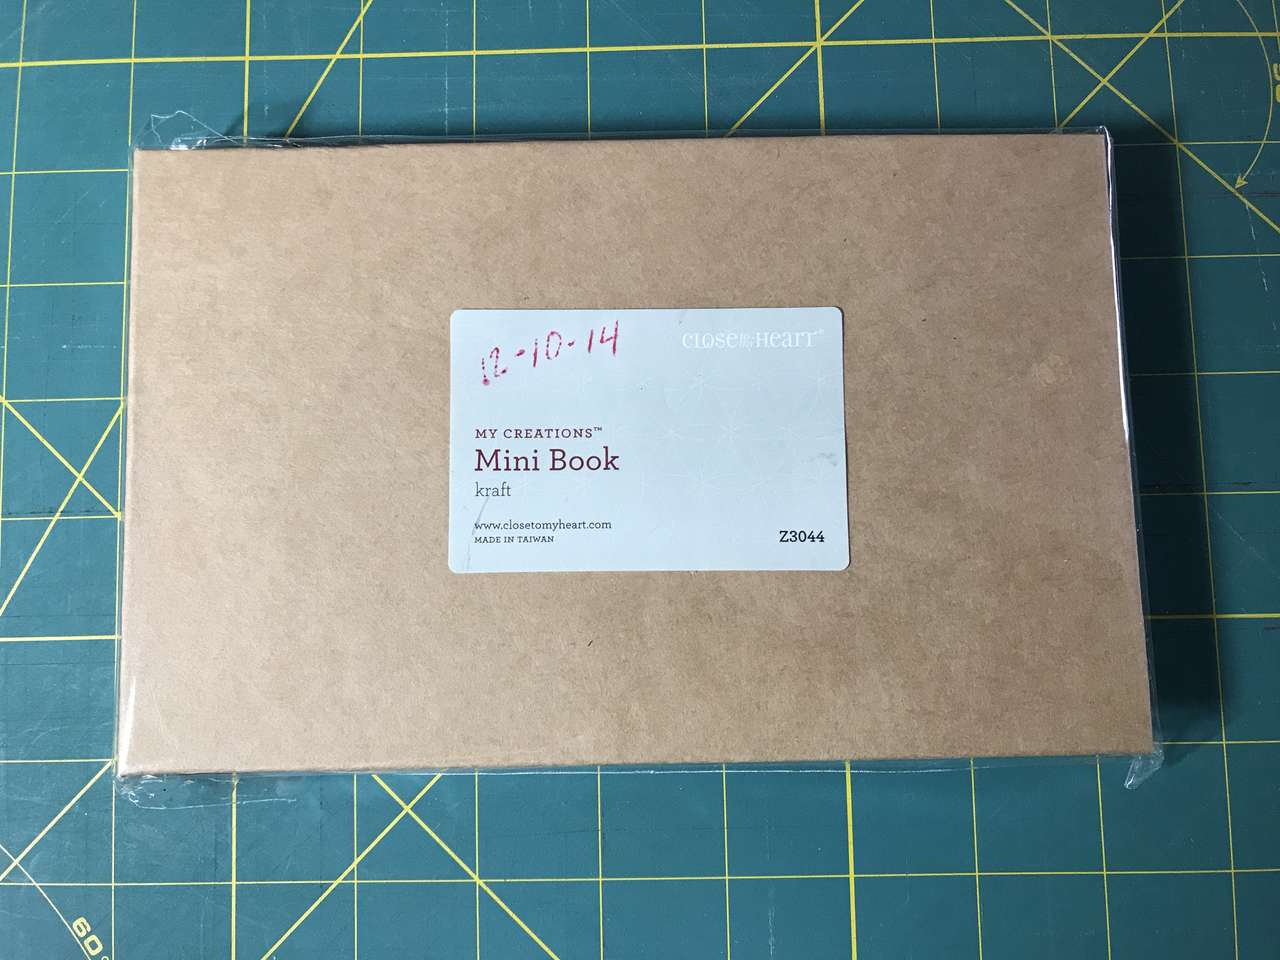 12-10-14
CLOSE TO MY HEART®
MY CREATIONS™
Mini Book
kraft
www.closetomyheart.com
MADE IN TAIWAN
Z3044
60°